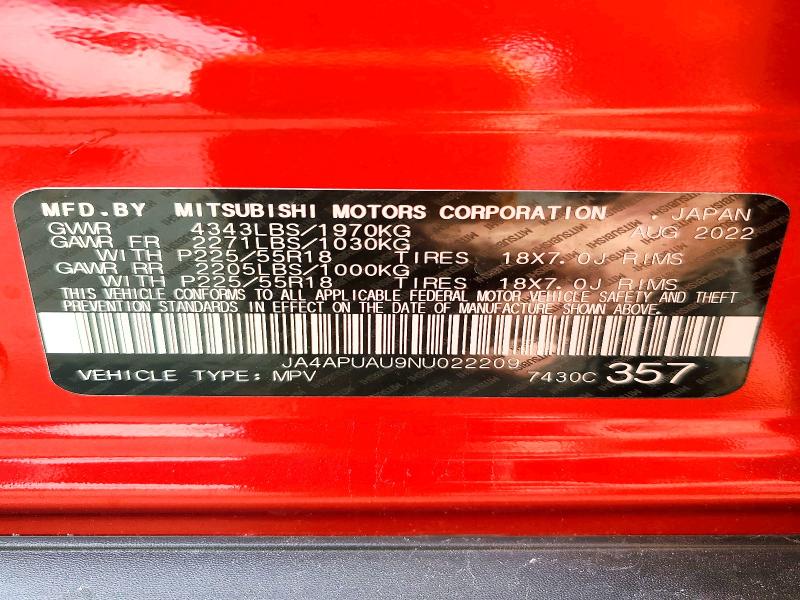 MFD.BY MITSUBISHI MOTORS CORPORATION . JAPAN
GVWR 4343LBS/1970KG AUG 2022
GAWR FR 2271LBS/1030KG
WITH P225/55R18 TIRES 18X7.0J RIMS
GAWR RR 2205LBS/1000KG
WITH P225/55R18 TIRES 18X7.0J RIMS
THIS VEHICLE CONFORMS TO ALL APPLICABLE FEDERAL MOTOR VEHICLE SAFETY AND THEFT
PREVENTION STANDARDS IN EFFECT ON THE DATE OF MANUFACTURE SHOWN ABOVE.
JA4APUAU9NU022209
VEHICLE TYPE: MPV 7430C 357